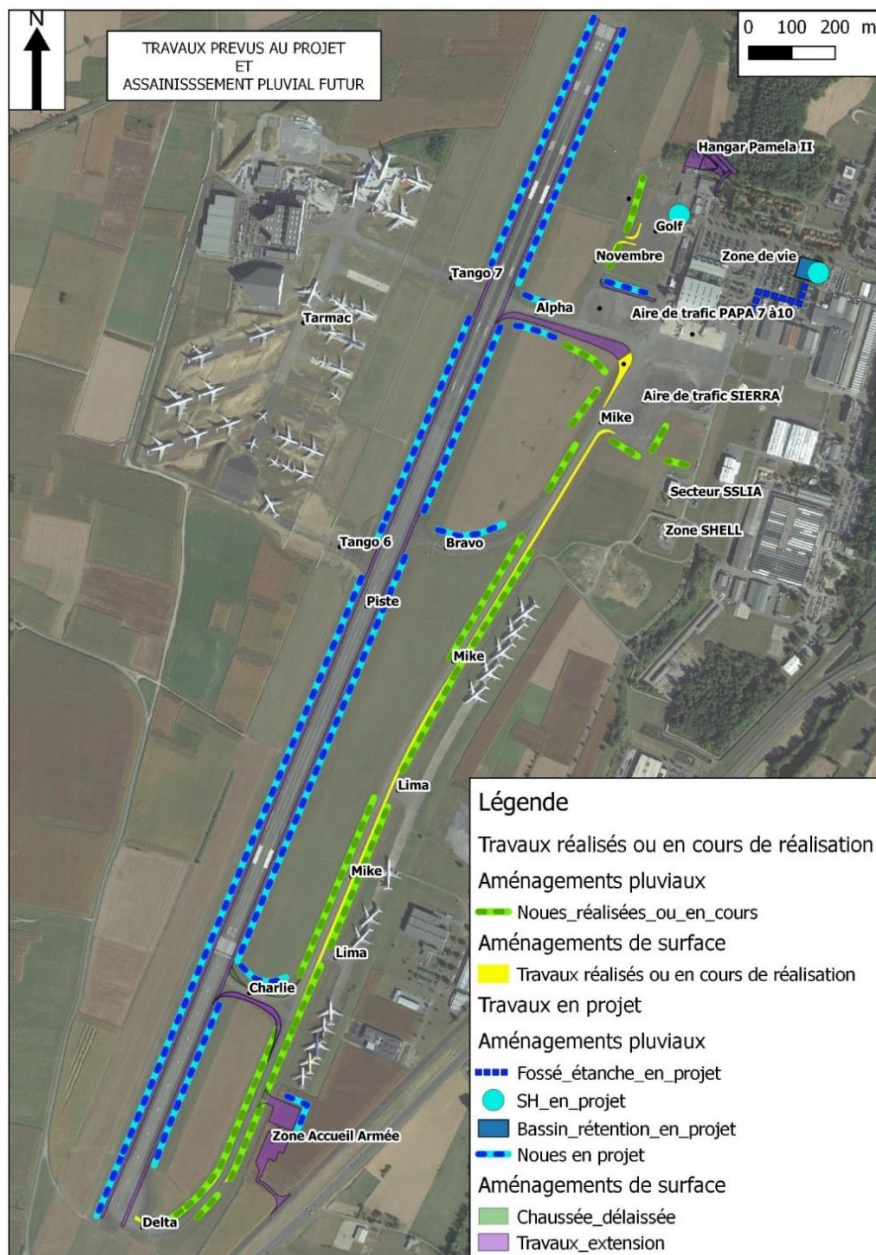 N
TRAVAUX PREVUS AU PROJET
ET
ASSAINISSSEMENT PLUVIAL FUTUR
0 100 200 m
Hangar Pamela II
Golf
Novembre
Zone de vie
Tango 7
Alpha
Aire de trafic PAPA 7 à10
Tarmac
Aire de trafic SIERRA
Mike
Secteur SSLIA
Zone SHELL
Tango 6
Bravo
Piste
Mike
Lima
Mike
Lima
Charlie
Zone Accueil Armée
Delta
Légende
Travaux réalisés ou en cours de réalisation
Aménagements pluviaux
Noues_réalisées_ou_en_cours
Aménagements de surface
Travaux réalisés ou en cours de réalisation
Travaux en projet
Aménagements pluviaux
Fossé_étanche_en_projet
SH_en_projet
Bassin_rétention_en_projet
Noues en projet
Aménagements de surface
Chaussée_délaissée
Travaux_extension